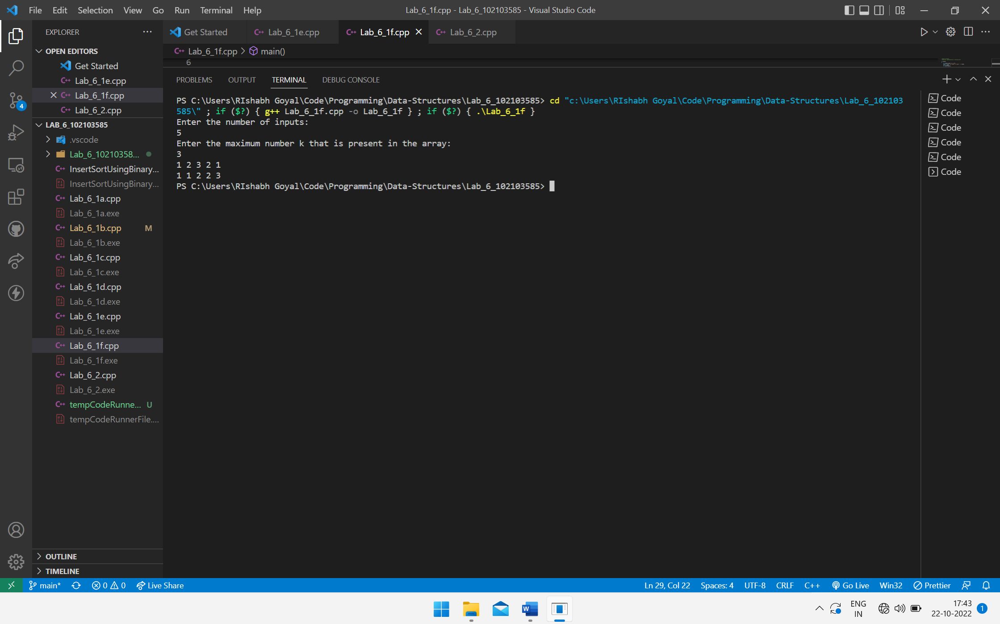 File Edit Selection View Go Run Terminal Help
Lab_6_1f.cpp - Lab_6_102103585 - Visual Studio Code
EXPLORER
Get Started
Lab_6_1e.cpp
Lab_6_1f.cpp
Lab_6_2.cpp
Lab_6_1f.cpp > main()
6
OPEN EDITORS
Get Started
Lab_6_1e.cpp
Lab_6_1f.cpp
Lab_6_2.cpp
4
LAB_6_102103585
.vscode
Lab_6_10210358...
InsertSortUsingBinary...
InsertSortUsingBinary...
Lab_6_1a.cpp
Lab_6_1a.exe
Lab_6_1b.cpp M
Lab_6_1b.exe
Lab_6_1c.cpp
Lab_6_1c.exe
Lab_6_1d.cpp
Lab_6_1d.exe
Lab_6_1e.cpp
Lab_6_1e.exe
Lab_6_1f.cpp
Lab_6_1f.exe
Lab_6_2.cpp
Lab_6_2.exe
tempCodeRunne... U
tempCodeRunnerFile....
OUTLINE
TIMELINE
PROBLEMS OUTPUT TERMINAL DEBUG CONSOLE
PS C:\Users\RIshabh Goyal\Code\Programming\Data-Structures\Lab_6_102103585> cd "c:\Users\RIshabh Goyal\Code\Programming\Data-Structures\Lab_6_102103
585\" ; if ($?) { g++ Lab_6_1f.cpp -o Lab_6_1f } ; if ($?) { .\Lab_6_1f }
Enter the number of inputs:
5
Enter the maximum number k that is present in the array:
3
1 2 3 2 1
1 1 2 2 3
PS C:\Users\RIshabh Goyal\Code\Programming\Data-Structures\Lab_6_102103585>
Code
Code
Code
Code
Code
Code
main* 0 0 Live Share
Ln 29, Col 22 Spaces: 4 UTF-8 CRLF C++ Go Live Win32 Prettier
W
ENG
IN
17:43
22-10-2022
1